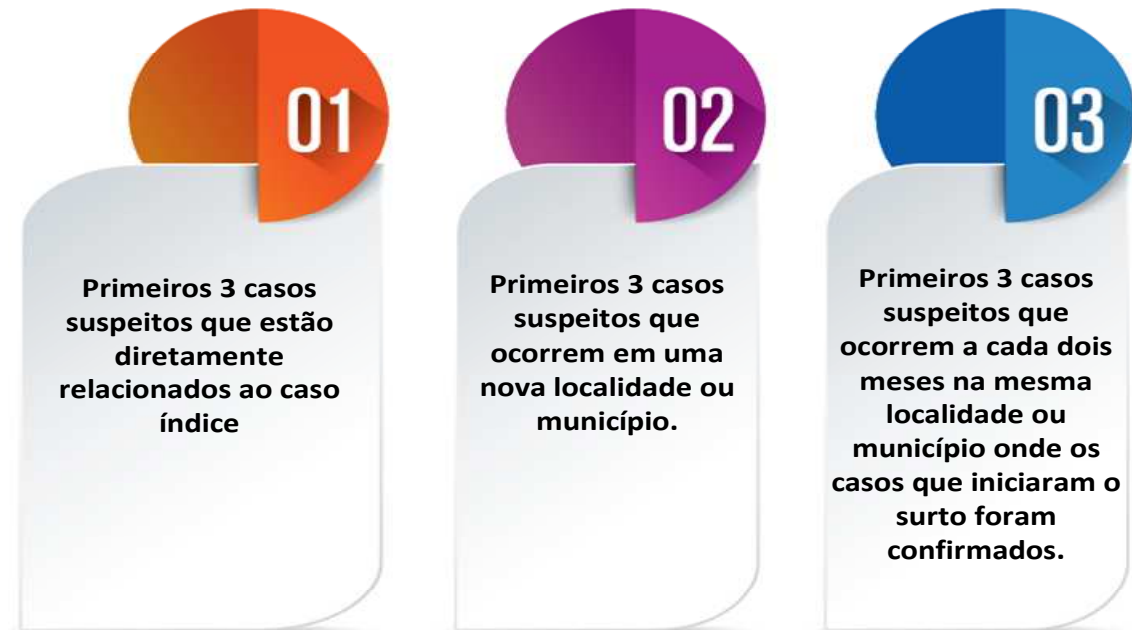 01
Primeiros 3 casos
suspeitos que estão
diretamente
relacionados ao caso
índice
02
Primeiros 3 casos
suspeitos que
ocorrem em uma
nova localidade ou
município.
03
Primeiros 3 casos
suspeitos que
ocorrem a cada dois
meses na mesma
localidade ou
município onde os
casos que iniciaram o
surto foram
confirmados.